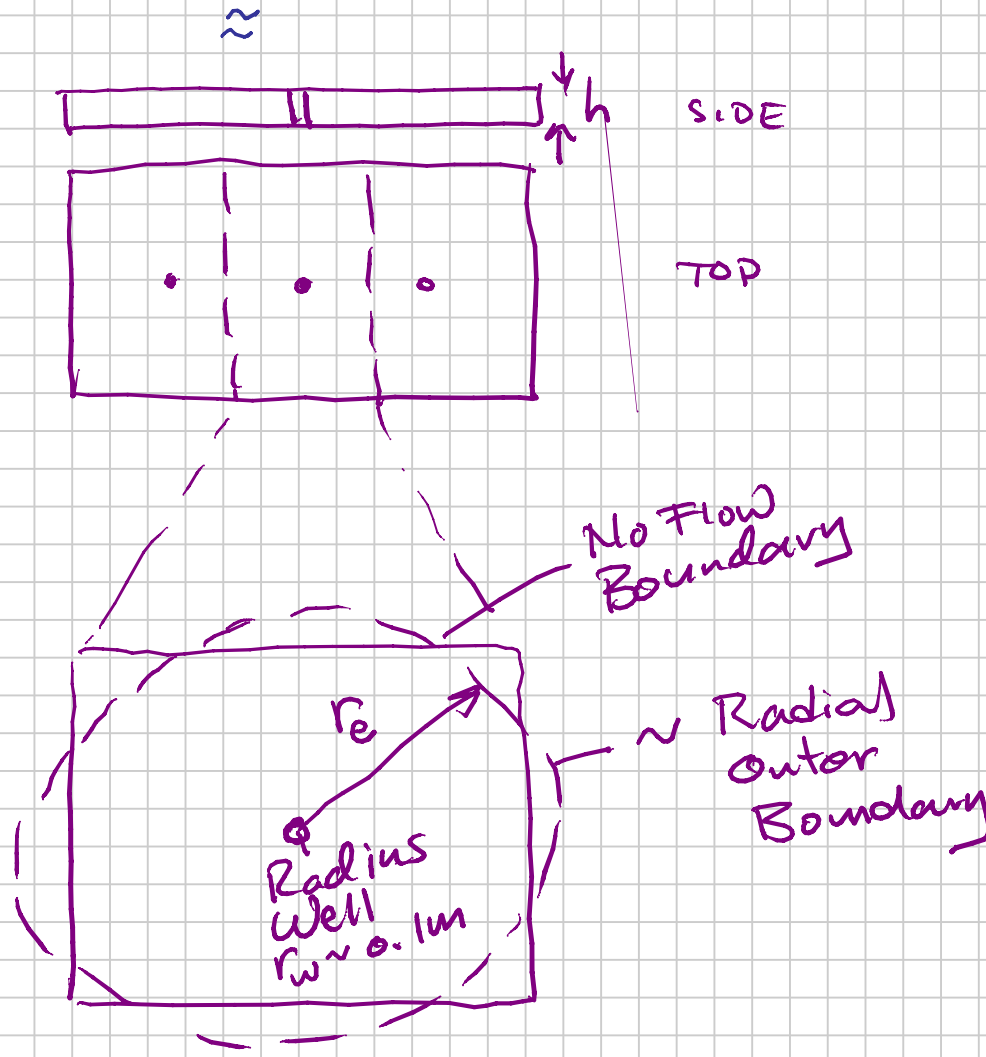 ≈
h
SIDE
TOP
No Flow
Boundary
re
~ Radial
Outer
Boundary
Radius
Well
rw ~ 0.1m